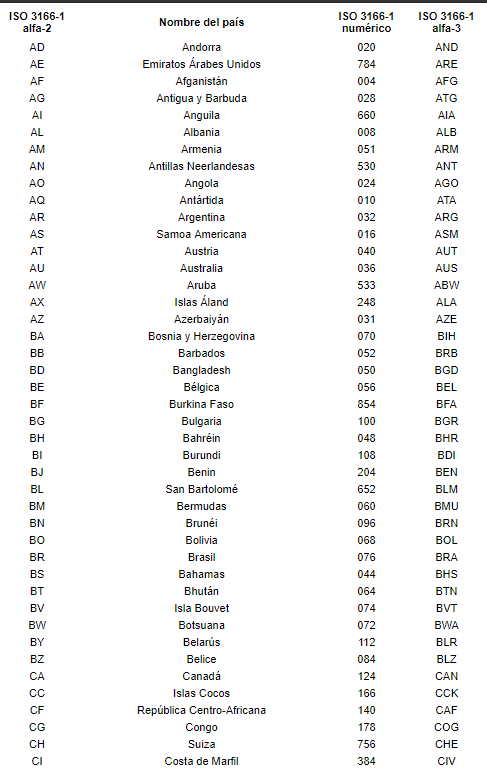 ISO 3166-1 alfa-2 Nombre del país ISO 3166-1 numérico ISO 3166-1 alfa-3
AD Andorra 020 AND
AE Emiratos Árabes Unidos 784 ARE
AF Afganistán 004 AFG
AG Antigua y Barbuda 028 ATG
AI Anguila 660 AIA
AL Albania 008 ALB
AM Armenia 051 ARM
AN Antillas Neerlandesas 530 ANT
AO Angola 024 AGO
AQ Antártida 010 ATA
AR Argentina 032 ARG
AS Samoa Americana 016 ASM
AT Austria 040 AUT
AU Australia 036 AUS
AW Aruba 533 ABW
AX Islas Áland 248 ALA
AZ Azerbaiyán 031 AZE
BA Bosnia y Herzegovina 070 BIH
BB Barbados 052 BRB
BD Bangladesh 050 BGD
BE Bélgica 056 BEL
BF Burkina Faso 854 BFA
BG Bulgaria 100 BGR
BH Bahréin 048 BHR
BI Burundi 108 BDI
BJ Benin 204 BEN
BL San Bartolomé 652 BLM
BM Bermudas 060 BMU
BN Brunéi 096 BRN
BO Bolivia 068 BOL
BR Brasil 076 BRA
BS Bahamas 044 BHS
BT Bhután 064 BTN
BV Isla Bouvet 074 BVT
BW Botsuana 072 BWA
BY Belarús 112 BLR
BZ Belice 084 BLZ
CA Canadá 124 CAN
CC Islas Cocos 166 CCK
CF República Centro-Africana 140 CAF
CG Congo 178 COG
CH Suiza 756 CHE
CI Costa de Marfil 384 CIV